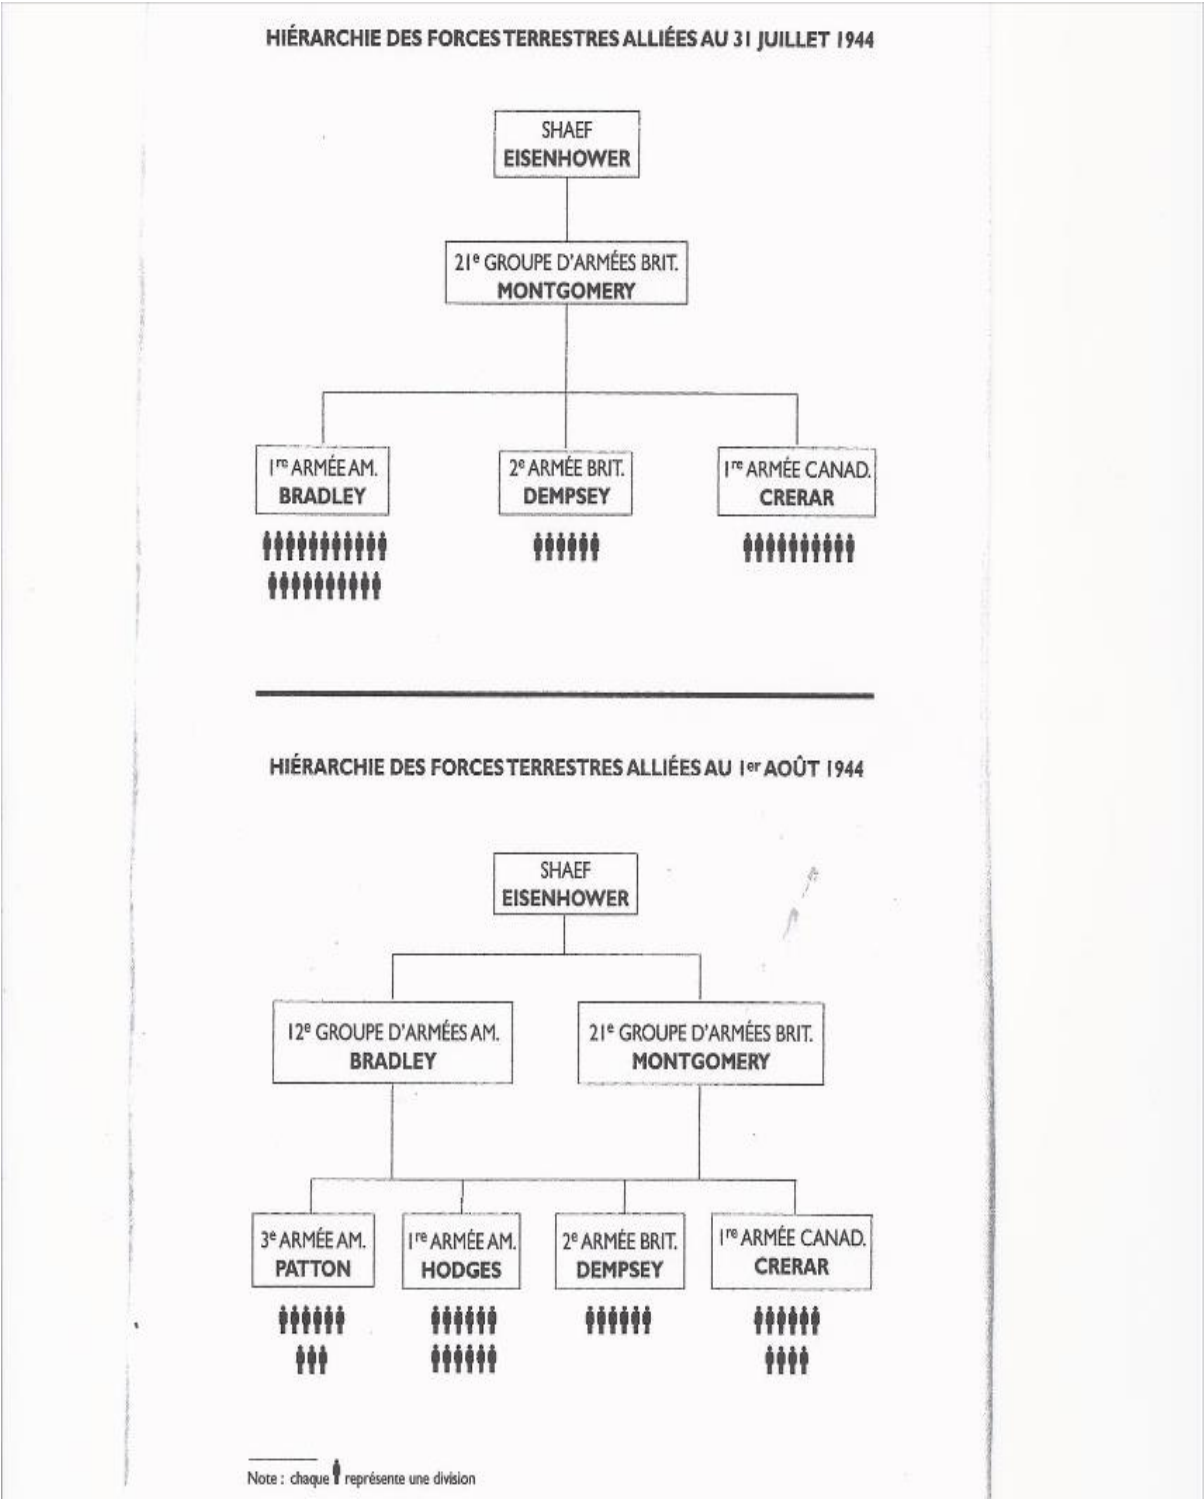 HIÉRARCHIE DES FORCES TERRESTRES ALLIÉES AU 31 JUILLET 1944
SHAEF
EISENHOWER
21e GROUPE D'ARMÉES BRIT.
MONTGOMERY
1re ARMÉE AM.
BRADLEY
2e ARMÉE BRIT.
DEMPSEY
1re ARMÉE CANAD.
CRERAR
HIÉRARCHIE DES FORCES TERRESTRES ALLIÉES AU 1er AOÛT 1944
SHAEF
EISENHOWER
12e GROUPE D'ARMÉES AM.
BRADLEY
21e GROUPE D'ARMÉES BRIT.
MONTGOMERY
3e ARMÉE AM.
PATTON
1re ARMÉE AM.
HODGES
2e ARMÉE BRIT.
DEMPSEY
1re ARMÉE CANAD.
CRERAR
Note : chaque représente une division